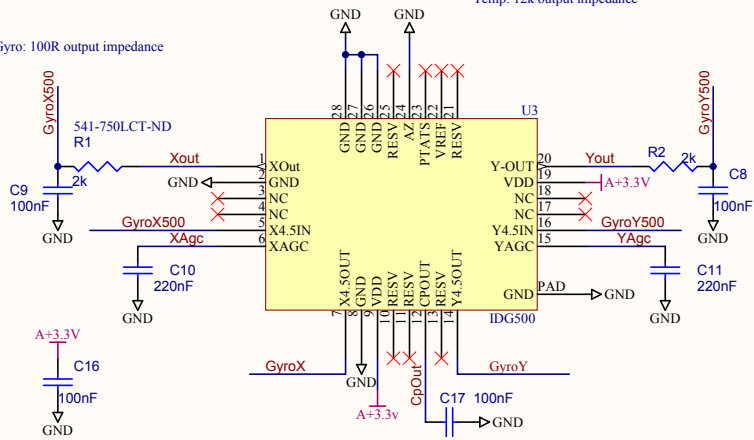 Temp: 12k output impedance
Gyro: 100R output impedance
GND
GND
GyroX500
GyroY500
541-750LCT-ND
R1
2k
C9
100nF
GND
Xout
GND
28
27
26
25
24
23
22
21
GND
GND
GND
RESV
AZ
PTATS
VREF
RESV
U3
1 XOut
2 GND
3 NC
4 NC
5 X4.5IN
6 XAGC
Y-OUT 20
VDD 19
NC 18
NC 17
Y4.5IN 16
YAGC 15
GND PAD
GND
IDG500
Yout
R2
2k
A+3.3V
C8
100nF
GND
GyroX500
XAgc
C10
220nF
GND
GyroY500
YAgc
C11
220nF
GND
X4.5OUT
GND
VDD
RESV
RESV
CPOUT
RESV
Y4.5OUT
7
8
9
10
11
12
13
14
GyroX
GND
A+3.3v
CpOut
GyroY
C17 100nF
GND
A+3.3V
C16
100nF
GND